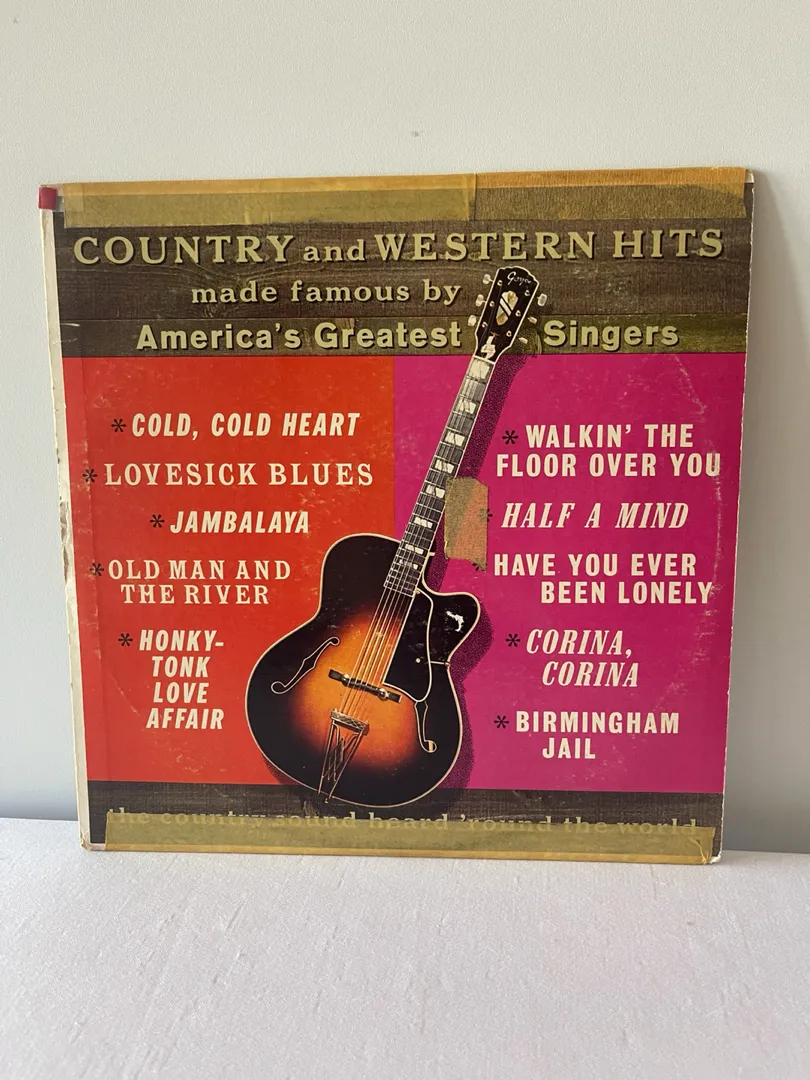 COUNTRY and WESTERN HITS
made famous by
America's Greatest Singers
* COLD, COLD HEART
* LOVESICK BLUES
* JAMBALAYA
* OLD MAN AND
THE RIVER
* HONKY-
TONK
LOVE
AFFAIR
* WALKIN' THE
FLOOR OVER YOU
* HALF A MIND
* HAVE YOU EVER
BEEN LONELY
* CORINA,
CORINA
* BIRMINGHAM
JAIL
the country sound heard 'round the world